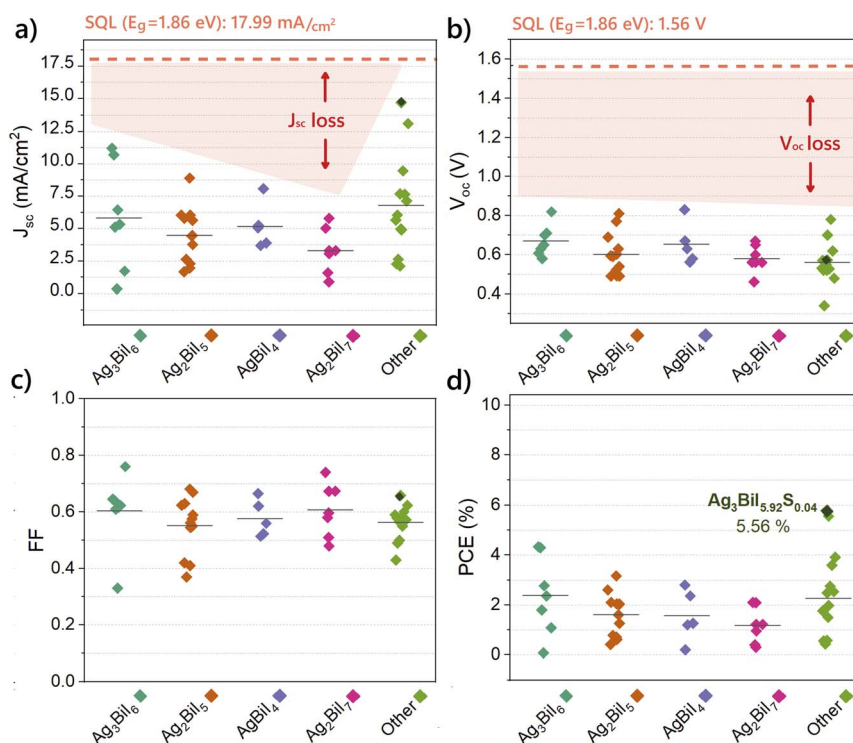 SQL (Eg=1.86 eV): 17.99 mA/cm²
a)
17.5
15.0
12.5
10.0
7.5
5.0
2.5
0.0
Jsc (mA/cm²)
Jsc loss
Ag₃BiI₆
Ag₂BiI₅
AgBiI₄
Ag₂BiI₇
Other
SQL (Eg=1.86 eV): 1.56 V
b)
1.6
1.4
1.2
1.0
0.8
0.6
0.4
Voc (V)
Voc loss
Ag₃BiI₆
Ag₂BiI₅
AgBiI₄
Ag₂BiI₇
Other
c)
1.0
0.8
0.6
0.4
0.2
0.0
FF
Ag₃BiI₆
Ag₂BiI₅
AgBiI₄
Ag₂BiI₇
Other
d)
10
8
6
4
2
0
PCE (%)
Ag₃BiI₅.₉₂S₀.₀₄
5.56 %
Ag₃BiI₆
Ag₂BiI₅
AgBiI₄
Ag₂BiI₇
Other